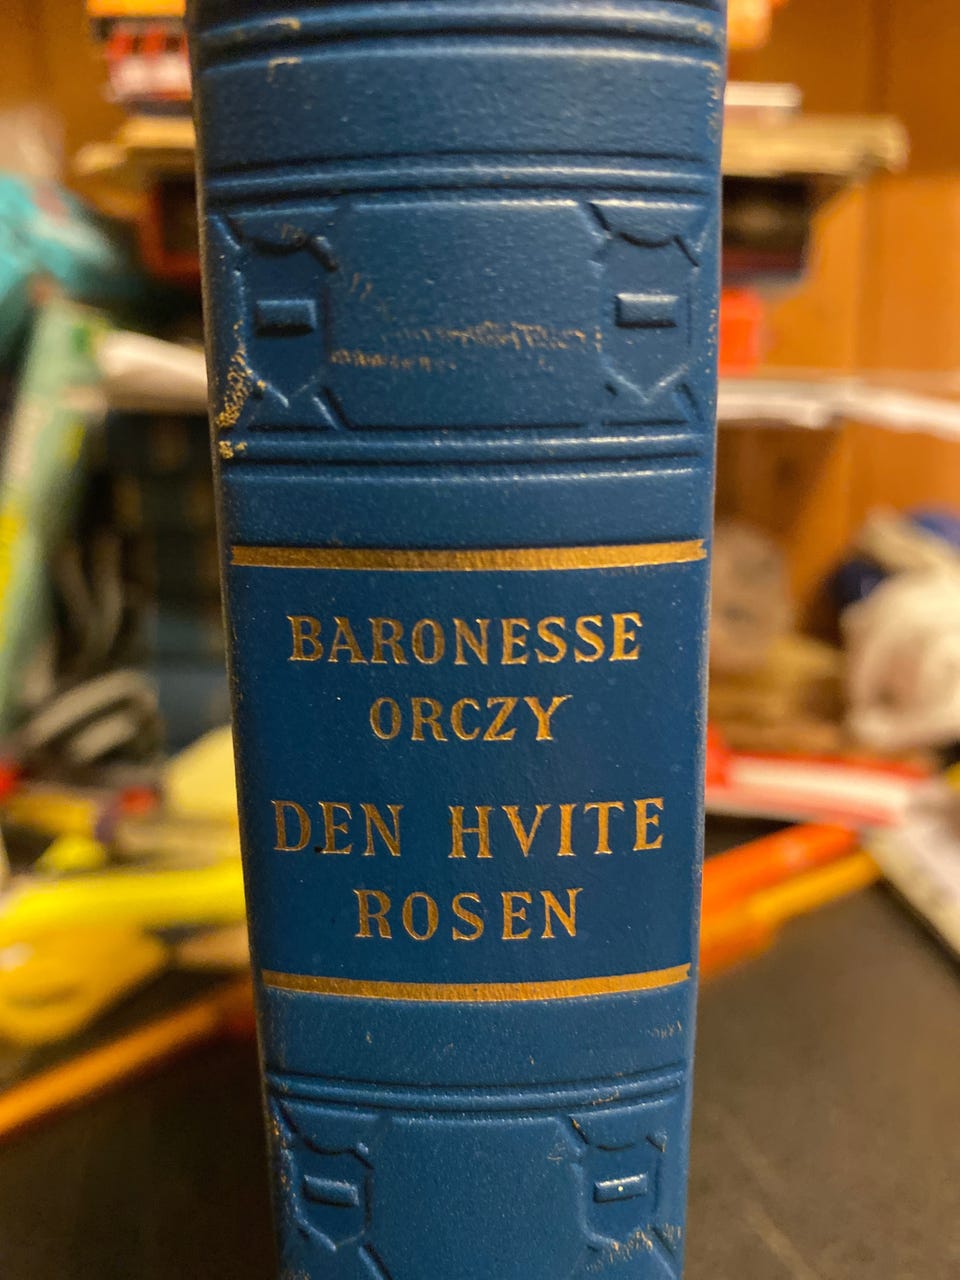 BARONESSE
ORCZY
DEN HVITE
ROSEN